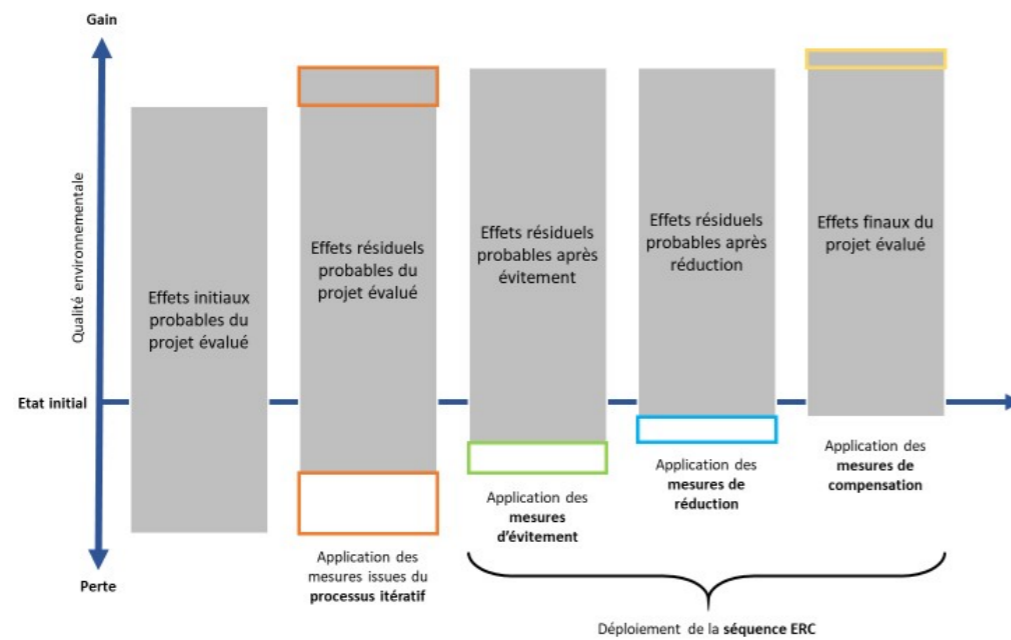 Gain
Qualité environnementale
Etat initial
Perte
Effets initiaux
probables du
projet évalué
Effets résiduels
probables du
projet évalué
Effets résiduels
probables après
évitement
Effets résiduels
probables après
réduction
Effets finaux du
projet évalué
Application des
mesures issues du
processus itératif
Application des
mesures
d'évitement
Application des
mesures de
réduction
Application des
mesures de
compensation
Déploiement de la séquence ERC